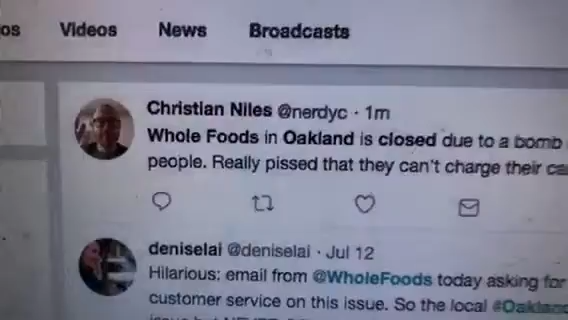 os Videos News Broadcasts
Christian Niles @nerdyc · 1m
Whole Foods in Oakland is closed due to a bomb
people. Really pissed that they can't charge their
deniselai @deniselai · Jul 12
Hilarious: email from @WholeFoods today asking for
customer service on this issue. So the local